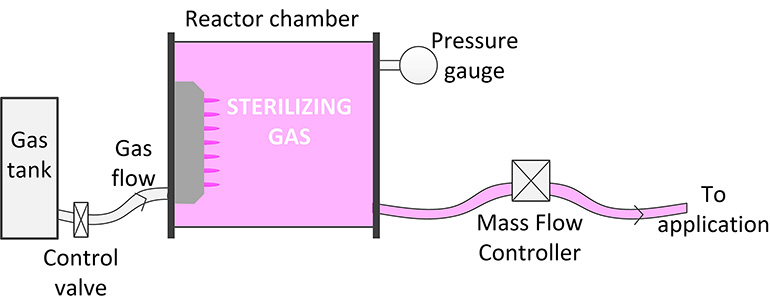 Reactor chamber
Pressure
gauge
STERILIZING
GAS
Gas
tank
Gas
flow
Control
valve
Mass Flow
Controller
To
application